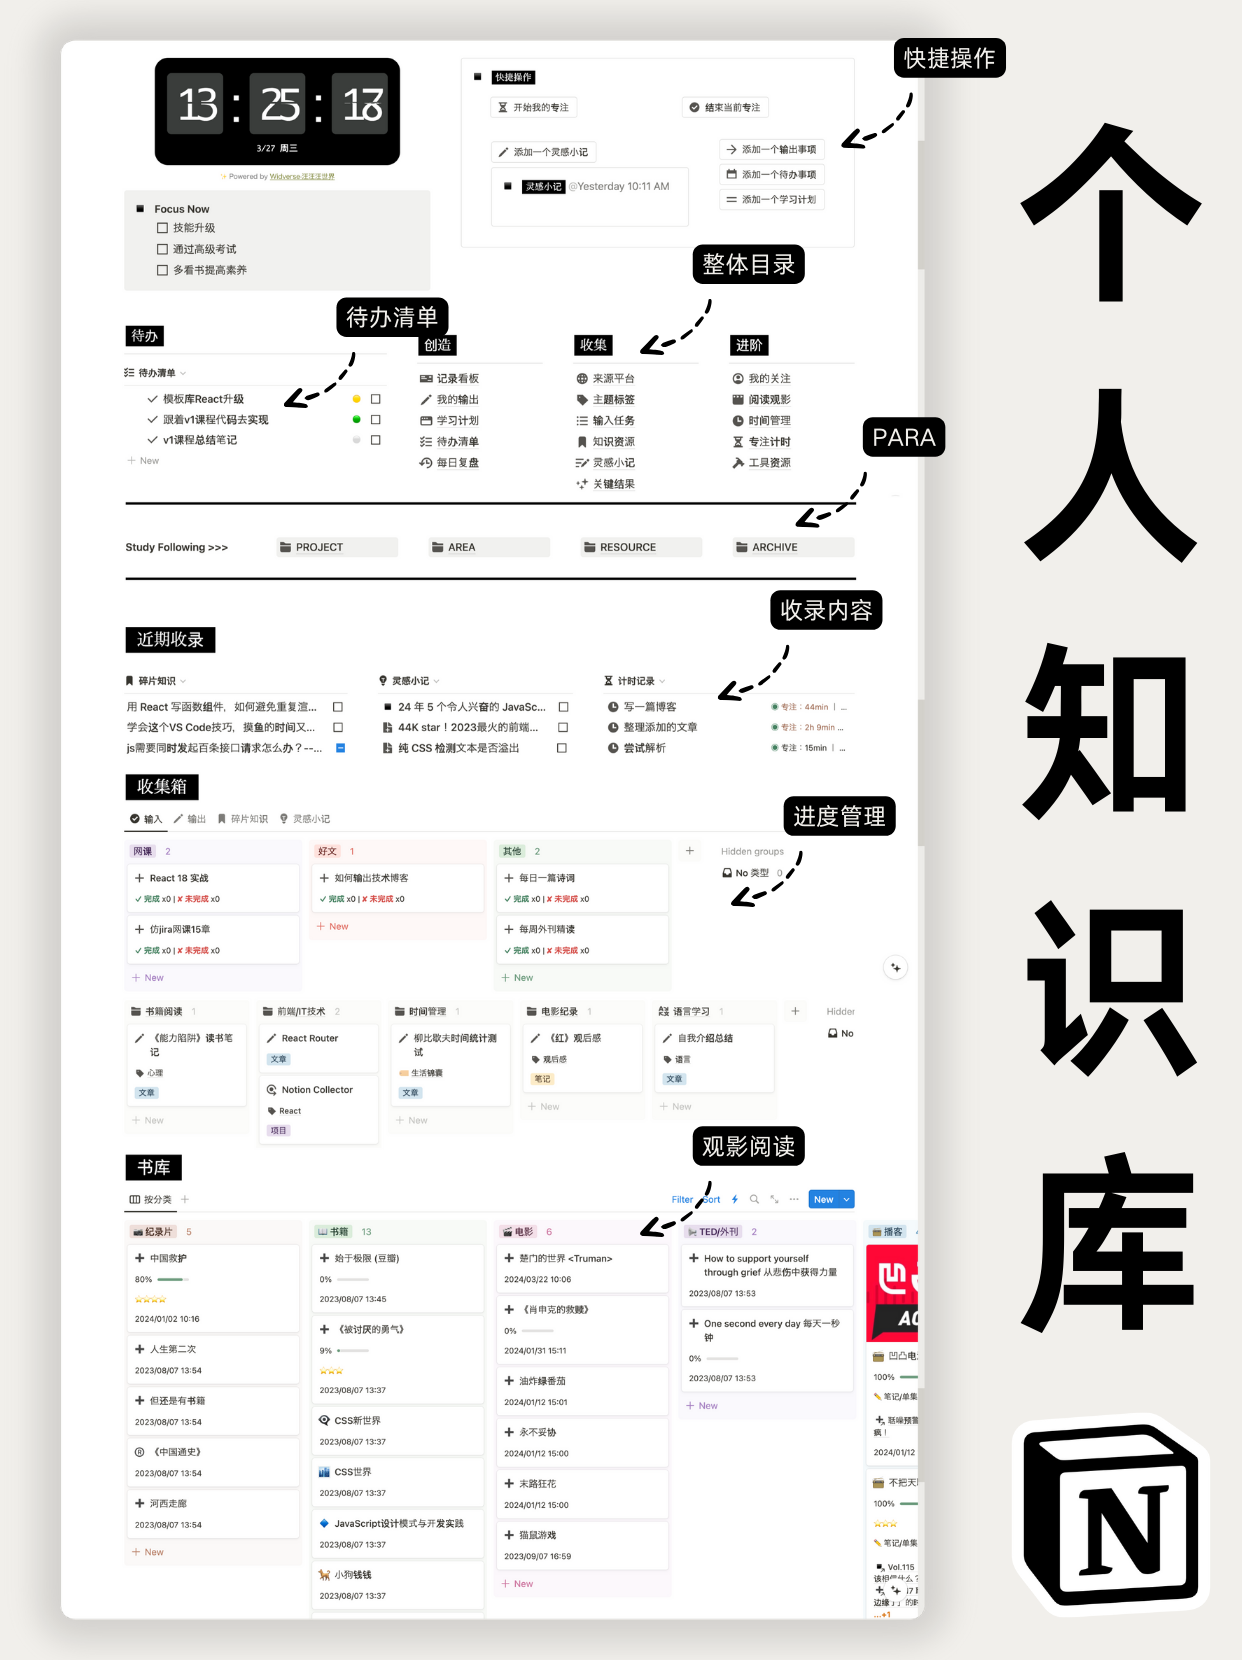 个人知识库
快捷操作
13:25
3/27 周三
Powered by Widverse·汪汪汪世界
快捷操作
开始我的专注
结束当前专注
添加一个灵感小记
添加一个输出事项
灵感小记 @Yesterday 10:11 AM
添加一个待办事项
添加一个学习计划
Focus Now
技能升级
通过高级考试
多看书提高素养
整体目录
待办清单
待办
待办清单
模板库React升级
跟着v1课程代码去实现
v1课程总结笔记
New
创造
记录看板
我的输出
学习计划
待办清单
每日复盘
收集
来源平台
主题标签
输入任务
知识资源
灵感小记
关键结果
进阶
我的关注
阅读观影
时间管理
专注计时
工具资源
PARA
Study Following >>>
PROJECT
AREA
RESOURCE
ARCHIVE
收录内容
近期收录
碎片知识
用 React 写函数组件，如何避免重复渲...
学会这个VS Code技巧，摸鱼的时间又...
js需要同时发起百条接口请求怎么办？--...
灵感小记
24 年 5 个令人兴奋的 JavaSc...
44K star！2023最火的前端...
纯 CSS 检测文本是否溢出
计时记录
写一篇博客
专注：44min | ...
整理添加的文章
专注：2h 9min ...
尝试解析
专注：15min | ...
收集箱
进度管理
输入
输出
碎片知识
灵感小记
网课 2
React 18 实战
✓ 完成 x0 | ✘ 未完成 x0
仿jira网课15章
✓ 完成 x0 | ✘ 未完成 x0
New
好文 1
如何输出技术博客
✓ 完成 x0 | ✘ 未完成 x0
New
其他 2
每日一篇诗词
✓ 完成 x0 | ✘ 未完成 x0
每周外刊精读
✓ 完成 x0 | ✘ 未完成 x0
New
Hidden groups
No 类型 0
书籍阅读 1
《能力陷阱》读书笔
记
心理
文章
New
前端/IT技术 2
React Router
文章
Notion Collector
React
项目
时间管理 1
柳比歇夫时间统计测
试
生活锦囊
文章
New
电影纪录 1
《红》观后感
观后感
笔记
New
语言学习 1
自我介绍总结
语言
文章
New
Hidder
No
观影阅读
书库
按分类
Filter
Sort
New
纪录片 5
中国救护
80%
2024/01/02 10:16
人生第二次
2023/08/07 13:54
但还是有书籍
2023/08/07 13:54
《中国通史》
2023/08/07 13:54
河西走廊
2023/08/07 13:54
New
书籍 13
始于极限 (豆瓣)
0%
2023/08/07 13:45
《被讨厌的勇气》
9%
2023/08/07 13:37
CSS新世界
2023/08/07 13:37
CSS世界
2023/08/07 13:37
JavaScript设计模式与开发实践
2023/08/07 13:37
小狗钱钱
2023/08/07 13:37
电影 6
楚门的世界 <Truman>
2024/03/22 10:06
《肖申克的救赎》
0%
2024/01/31 15:11
油炸绿番茄
2024/01/12 15:01
永不妥协
2024/01/12 15:00
末路狂花
2024/01/12 15:00
猫鼠游戏
2023/09/07 16:59
New
TED/外刊 2
How to support yourself
through grief 从悲伤中获得力量
2023/08/07 13:53
One second every day 每天一秒
钟
0%
2023/08/07 13:53
New
播客
凹凸电
100%
笔记/单集
聒噪预警
疯！
2024/01/12
不把天
100%
笔记/单集
Vol.115
...+1
N